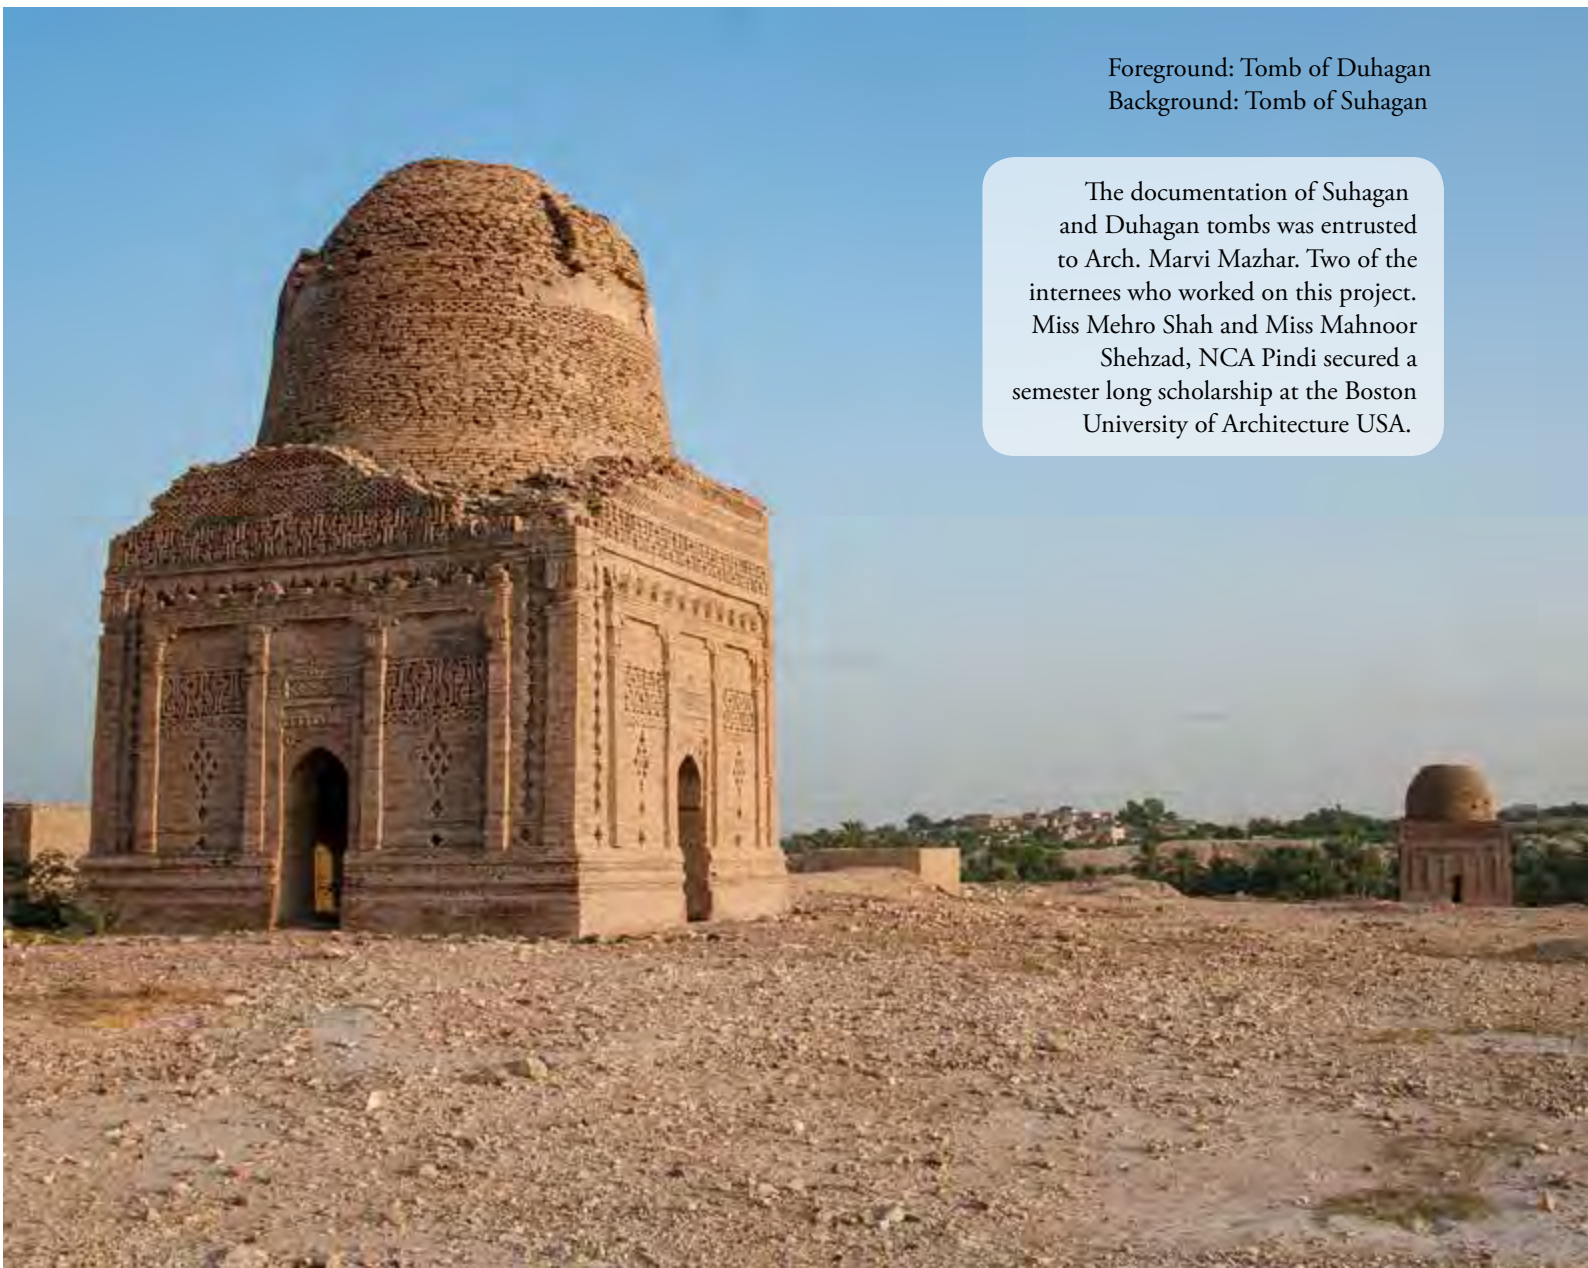 Foreground: Tomb of Duhagan
Background: Tomb of Suhagan
The documentation of Suhagan
and Duhagan tombs was entrusted
to Arch. Marvi Mazhar. Two of the
internees who worked on this project.
Miss Mehro Shah and Miss Mahnoor
Shehzad, NCA Pindi secured a
semester long scholarship at the Boston
University of Architecture USA.